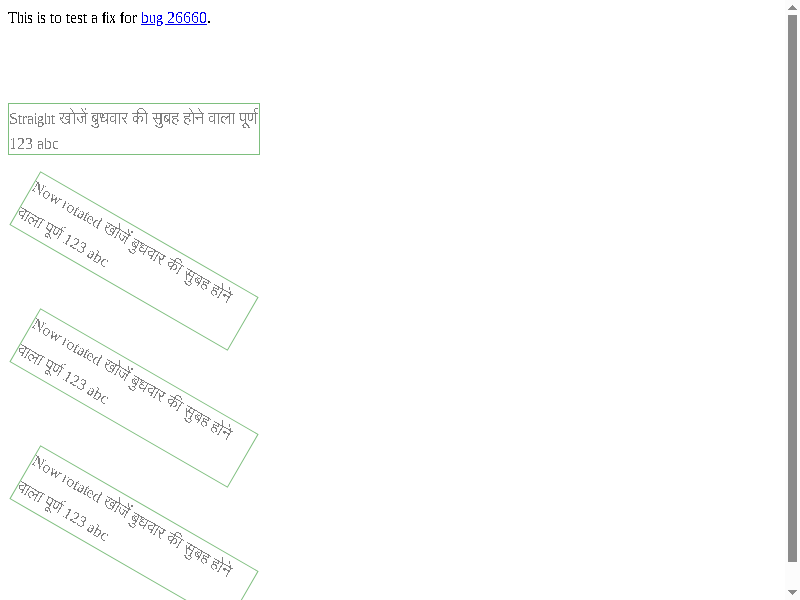 This is to test a fix for bug 26660.
Straight खोजें बुधवार की सुबह होने वाला पूर्ण
123 abc
Now rotated खोजें बुधवार की सुबह होने
वाला पूर्ण 123 abc
Now rotated खोजें बुधवार की सुबह होने
वाला पूर्ण 123 abc
Now rotated खोजें बुधवार की सुबह होने
वाला पूर्ण 123 abc